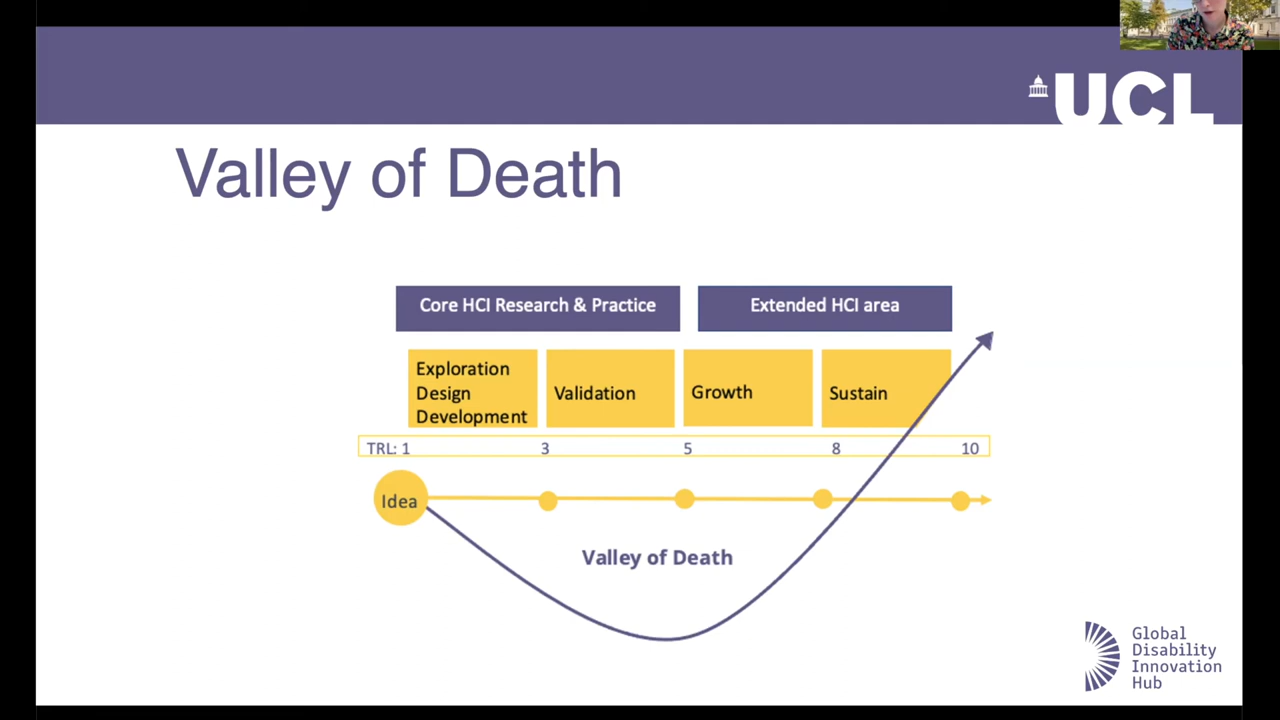 UCL
Valley of Death
Core HCI Research & Practice
Extended HCI area
Exploration
Design
Development
Validation
Growth
Sustain
TRL: 1 3 5 8 10
Idea
Valley of Death
Global
Disability
Innovation
Hub